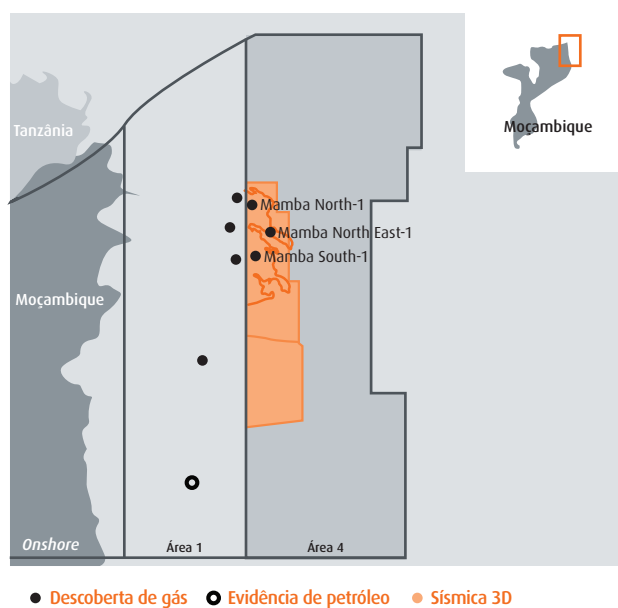 Moçambique
Tanzânia
Mamba North-1
Mamba North East-1
Mamba South-1
Moçambique
Onshore
Área 1
Área 4
Descoberta de gás
Evidência de petróleo
Sísmica 3D